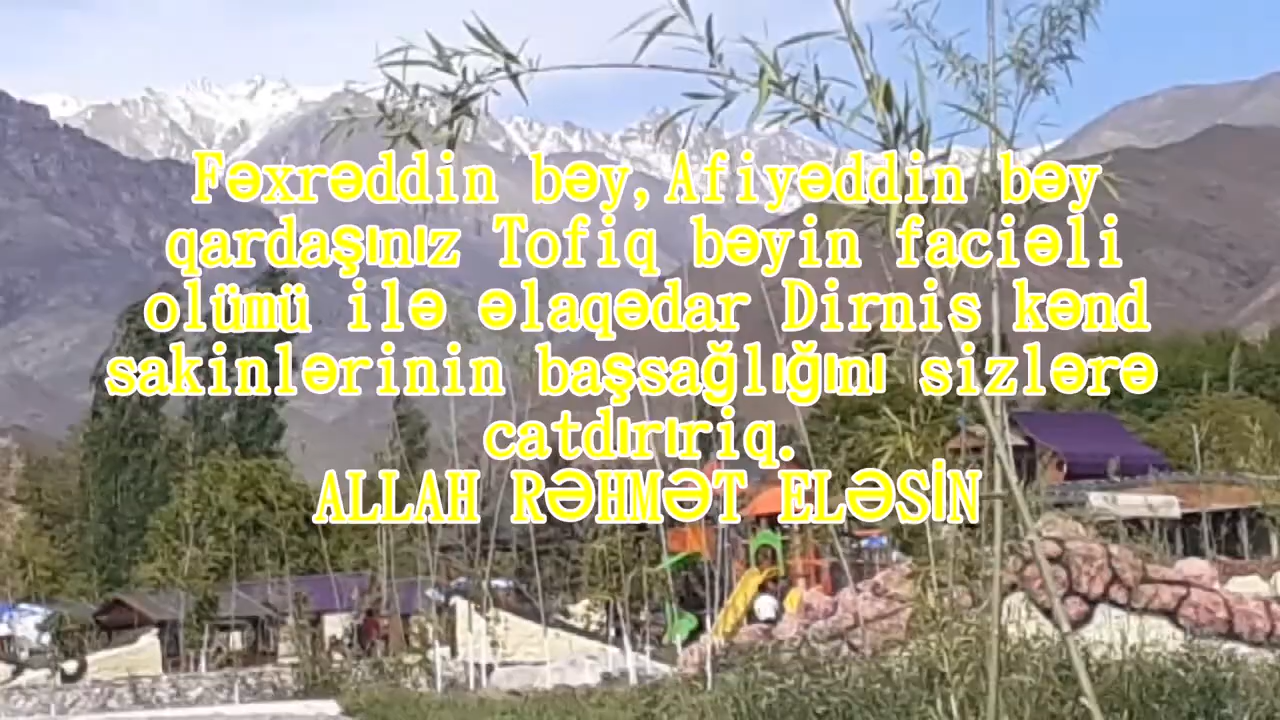 Fəxrəddin bəy,Afiyəddin bəy
qardaşınız Tofiq bəyin faciəli
olümü ilə əlaqədar Dirnis kənd
sakinlərinin başsağlığını sizlərə
catdırıriq.
ALLAH RƏHMƏT ELƏSİN